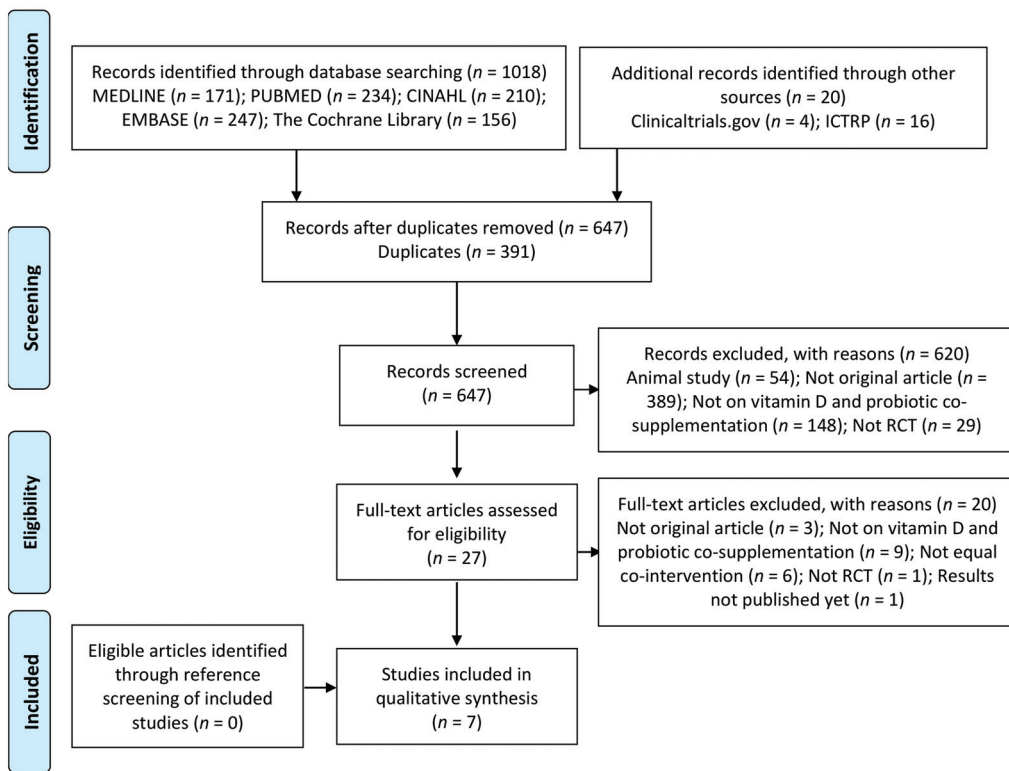 Identification
Records identified through database searching (n = 1018)
MEDLINE (n = 171); PUBMED (n = 234); CINAHL (n = 210);
EMBASE (n = 247); The Cochrane Library (n = 156)
Additional records identified through other
sources (n = 20)
Clinicaltrials.gov (n = 4); ICTRP (n = 16)
Screening
Records after duplicates removed (n = 647)
Duplicates (n = 391)
Records screened
(n = 647)
Records excluded, with reasons (n = 620)
Animal study (n = 54); Not original article (n =
389); Not on vitamin D and probiotic co-
supplementation (n = 148); Not RCT (n = 29)
Eligibility
Full-text articles assessed
for eligibility
(n = 27)
Full-text articles excluded, with reasons (n = 20)
Not original article (n = 3); Not on vitamin D and
probiotic co-supplementation (n = 9); Not equal
co-intervention (n = 6); Not RCT (n = 1); Results
not published yet (n = 1)
Included
Eligible articles identified
through reference
screening of included
studies (n = 0)
Studies included in
qualitative synthesis
(n = 7)